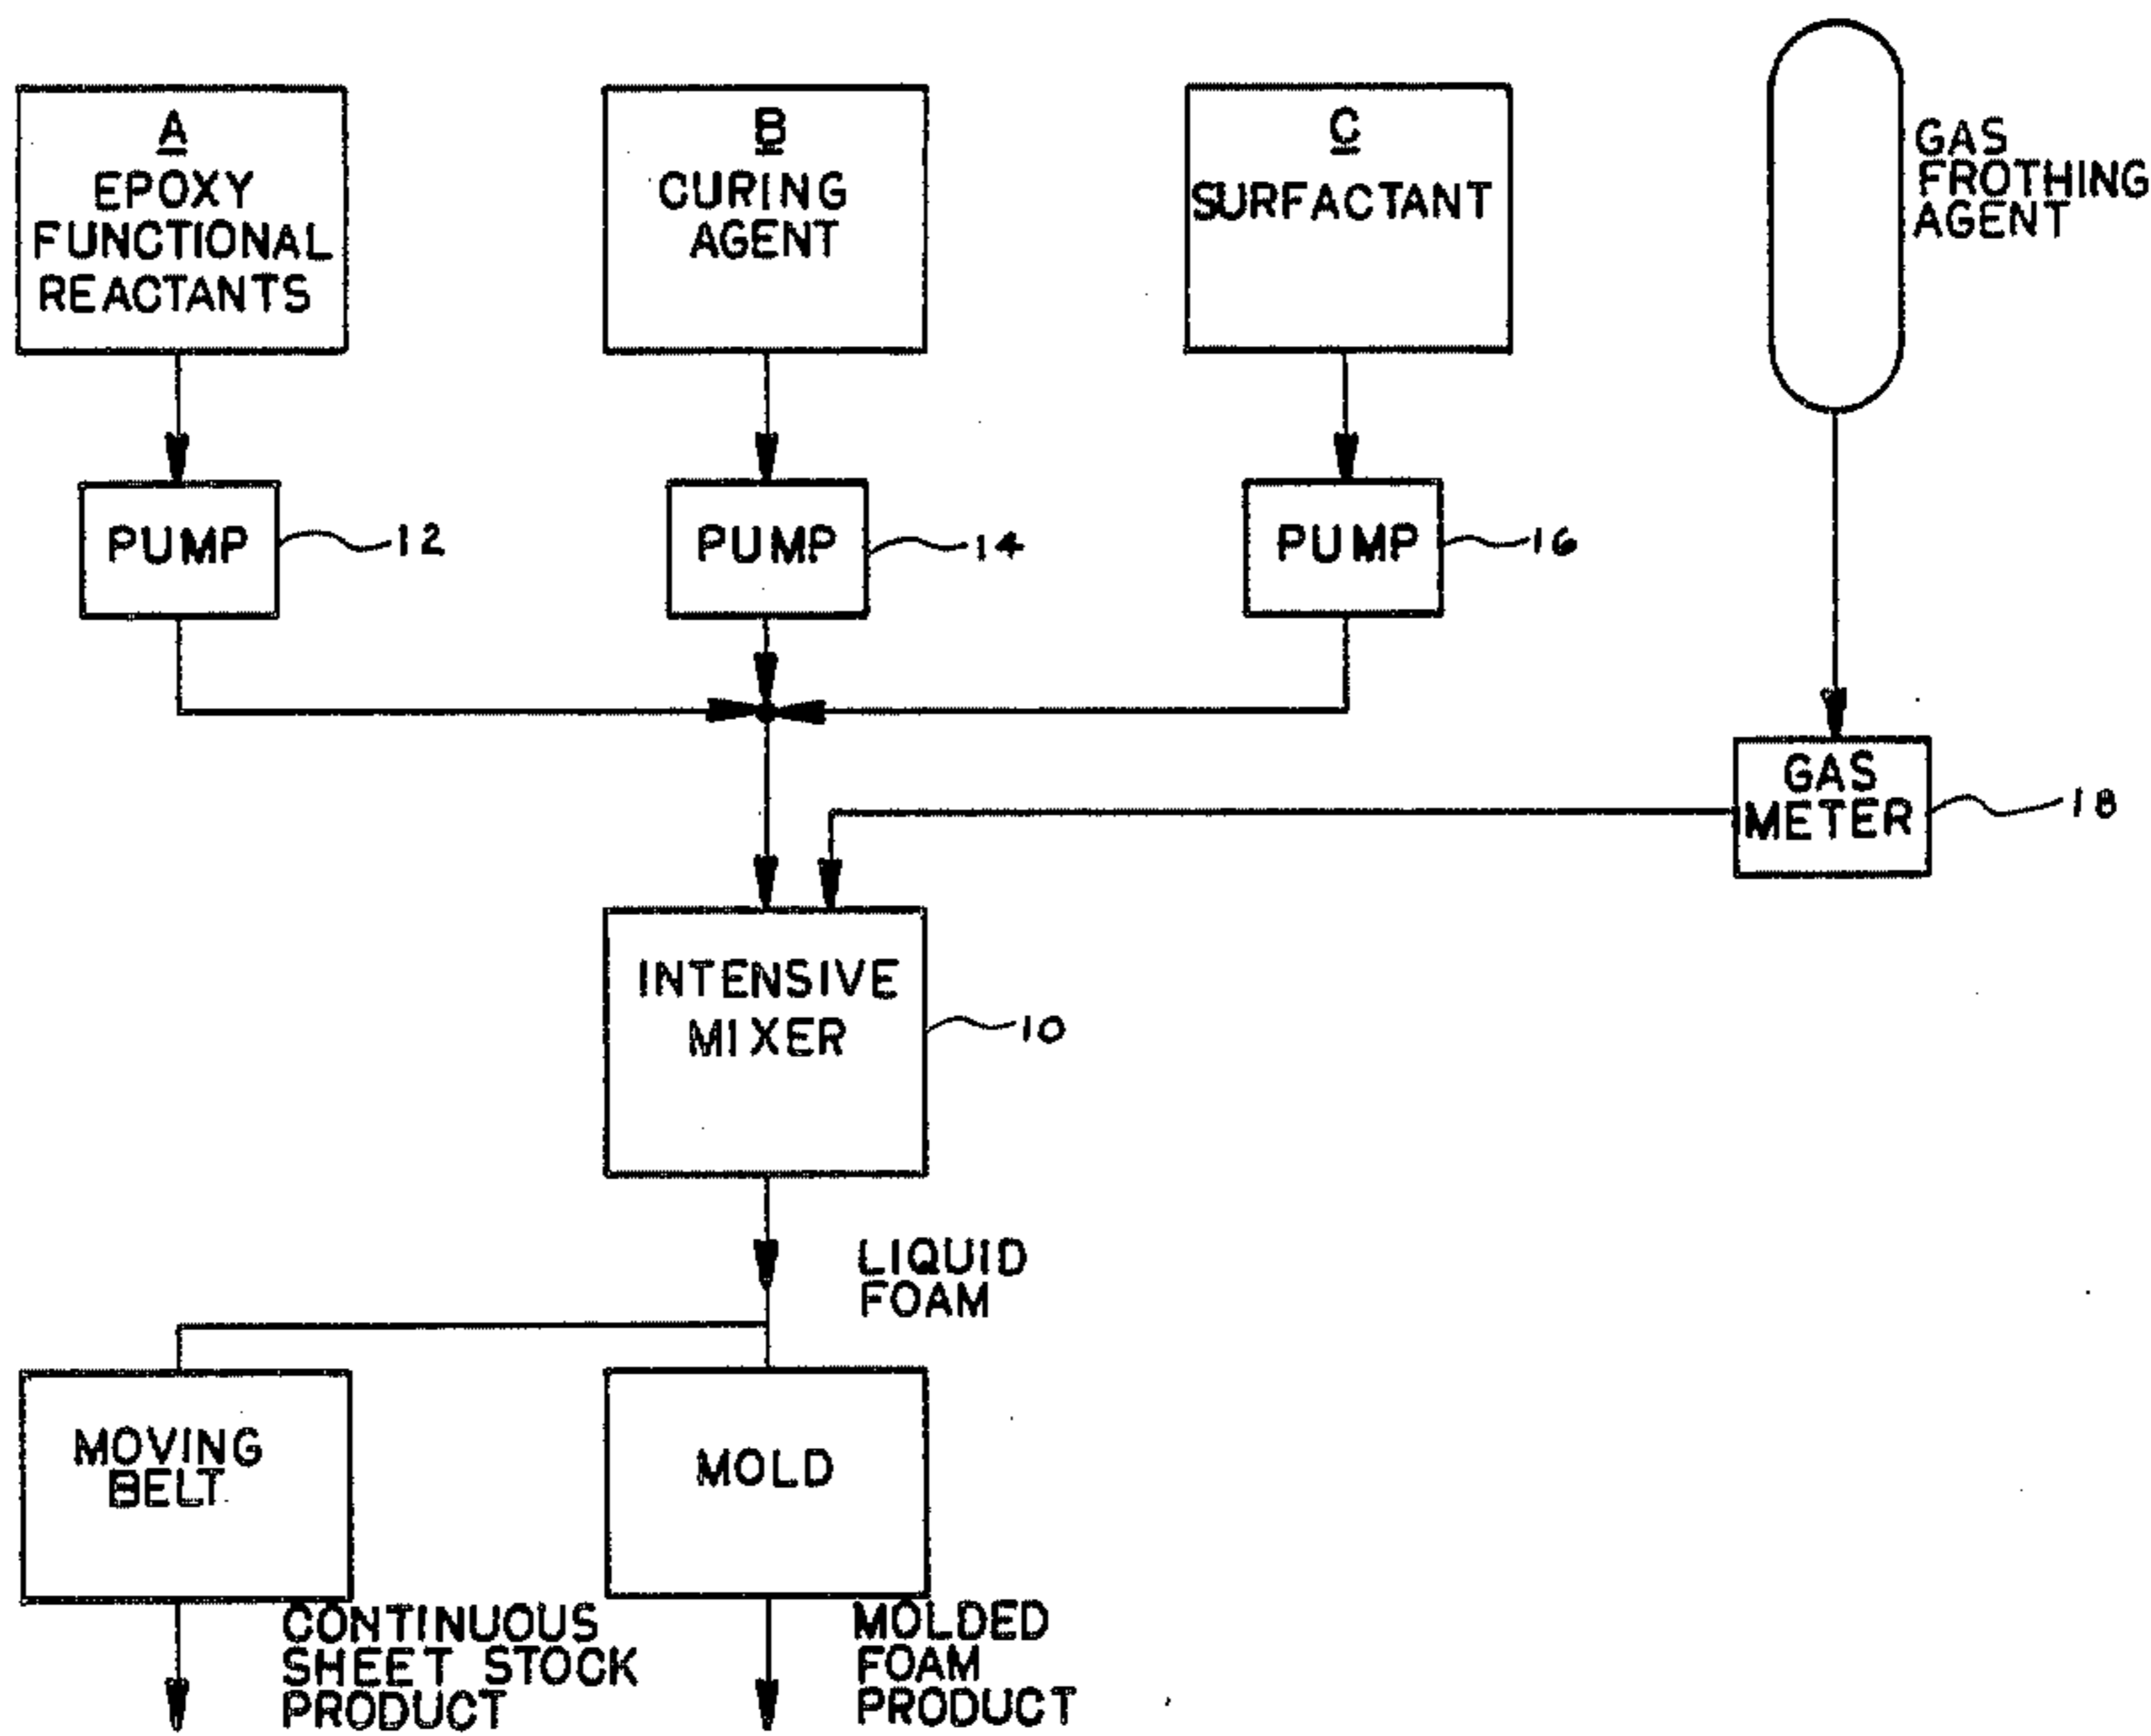 A
EPOXY
FUNCTIONAL
REACTANTS
B
CURING
AGENT
C
SURFACTANT
GAS
FROTHING
AGENT
PUMP
12
PUMP
14
PUMP
16
GAS
METER
18
INTENSIVE
MIXER
10
LIQUID
FOAM
MOVING
BELT
MOLD
CONTINUOUS
SHEET STOCK
PRODUCT
MOLDED
FOAM
PRODUCT